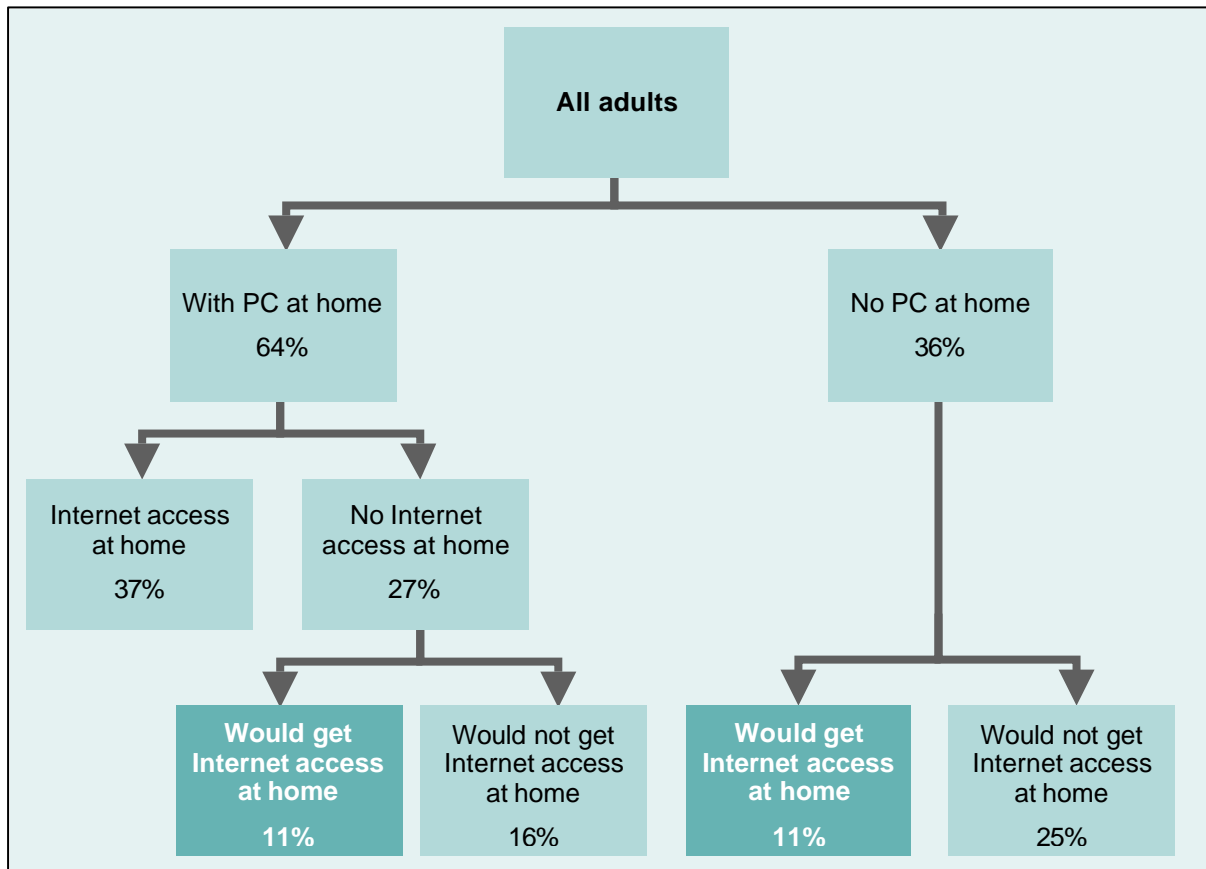 All adults
With PC at home
64%
No PC at home
36%
Internet access
at home
37%
No Internet
access at home
27%
Would get
Internet access
at home
11%
Would not get
Internet access
at home
16%
Would get
Internet access
at home
11%
Would not get
Internet access
at home
25%